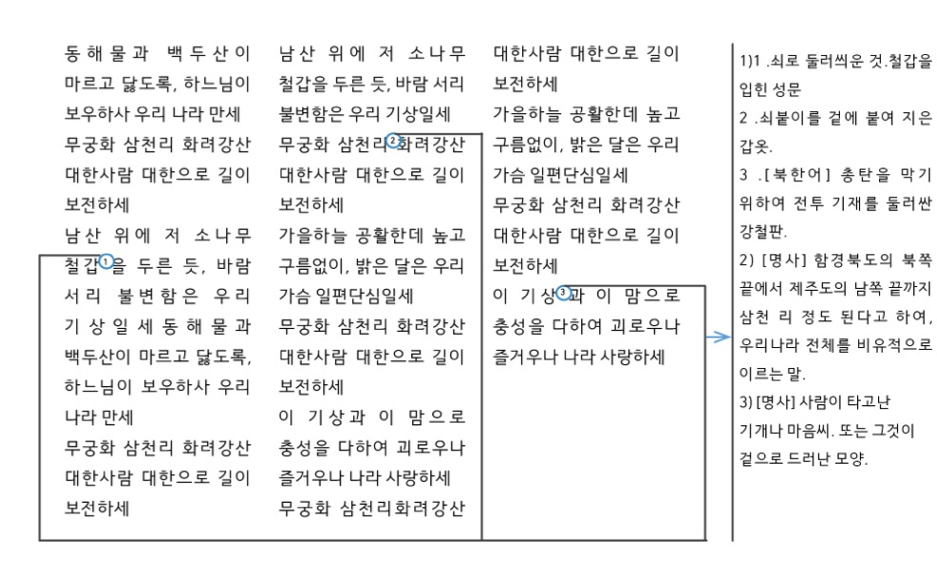 동해물과 백두산이
마르고 닳도록, 하느님이
보우하사 우리 나라 만세
무궁화 삼천리 화려강산
대한사람 대한으로 길이
보전하세
남산 위에 저 소나무
철갑①을 두른 듯, 바람
서리 불변함은 우리
기상일세동해물과
백두산이 마르고 닳도록,
하느님이 보우하사 우리
나라 만세
무궁화 삼천리 화려강산
대한사람 대한으로 길이
보전하세
남산 위에 저 소나무
철갑을 두른 듯, 바람 서리
불변함은 우리 기상일세
무궁화 삼천리②화려강산
대한사람 대한으로 길이
보전하세
가을하늘 공활한데 높고
구름없이, 밝은 달은 우리
가슴 일편단심일세
무궁화 삼천리 화려강산
대한사람 대한으로 길이
보전하세
이 기상과 이 맘으로
충성을 다하여 괴로우나
즐거우나 나라 사랑하세
무궁화 삼천리화려강산
대한사람 대한으로 길이
보전하세
가을하늘 공활한데 높고
구름없이, 밝은 달은 우리
가슴 일편단심일세
무궁화 삼천리 화려강산
대한사람 대한으로 길이
보전하세
이 기상③과 이 맘으로
충성을 다하여 괴로우나
즐거우나 나라 사랑하세
1)1 .쇠로 둘러씌운 것.철갑을
입힌 성문
2 .쇠붙이를 겉에 붙여 지은
갑옷.
3 .[북한어] 총탄을 막기
위하여 전투 기재를 둘러싼
강철판.
2) [명사] 함경북도의 북쪽
끝에서 제주도의 남쪽 끝까지
삼천 리 정도 된다고 하여,
우리나라 전체를 비유적으로
이르는 말.
3) [명사] 사람이 타고난
기개나 마음씨. 또는 그것이
겉으로 드러난 모양.